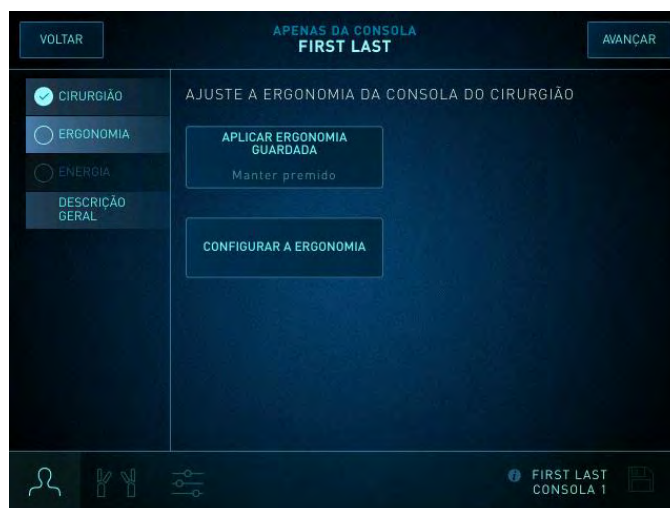 VOLTAR
APENAS DA CONSOLA
FIRST LAST
AVANÇAR
CIRURGIÃO
ERGONOMIA
ENERGIA
DESCRIÇÃO
GERAL
AJUSTE A ERGONOMIA DA CONSOLA DO CIRURGIÃO
APLICAR ERGONOMIA
GUARDADA
Manter premido
CONFIGURAR A ERGONOMIA
FIRST LAST
CONSOLA 1